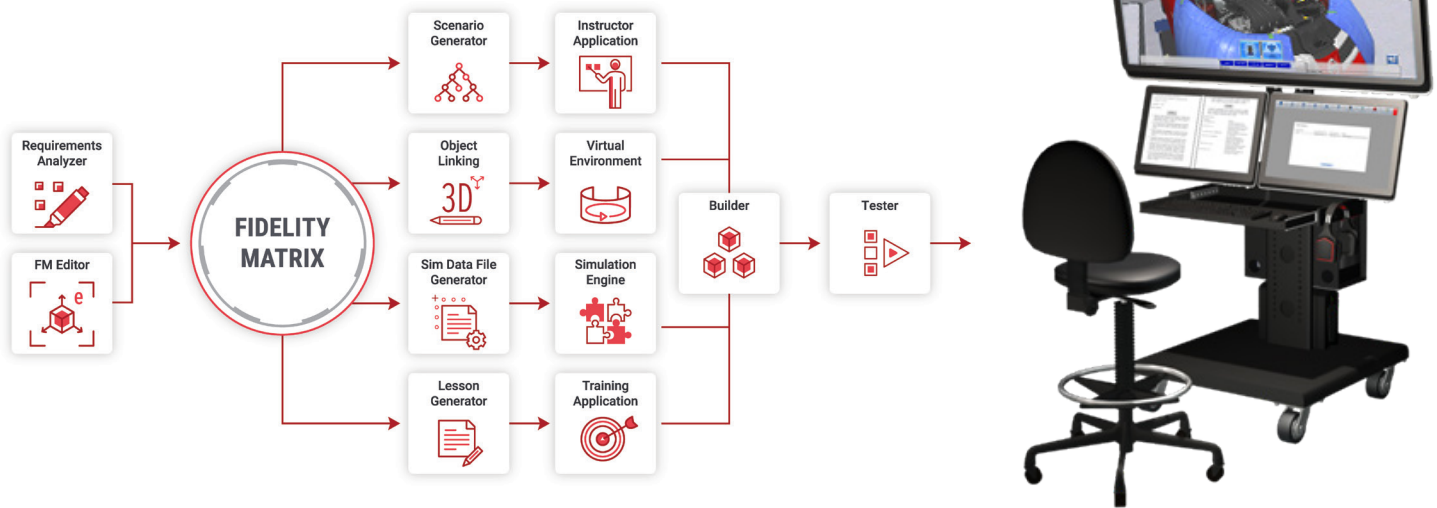 Requirements
Analyzer
FM Editor
e
FIDELITY
MATRIX
Scenario
Generator
Instructor
Application
Object
Linking
3D
Virtual
Environment
Sim Data File
Generator
Simulation
Engine
Lesson
Generator
Training
Application
Builder
Tester